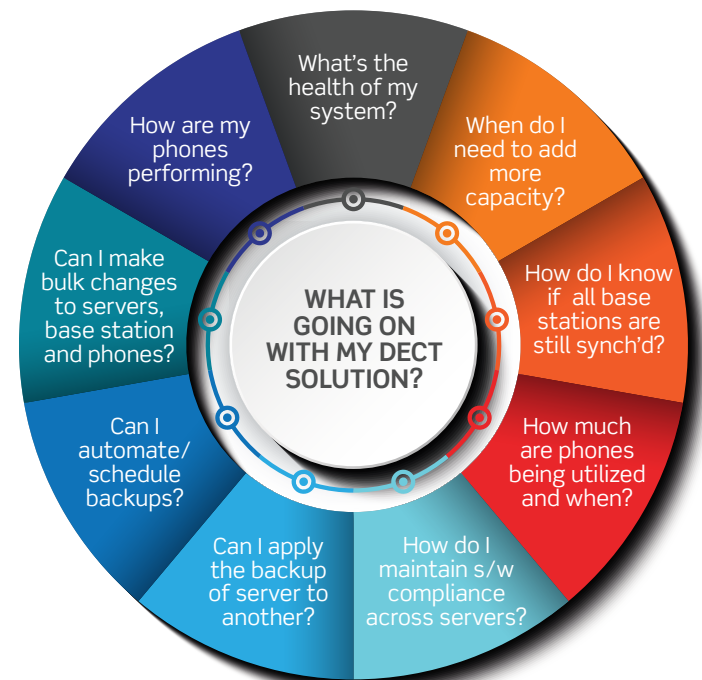 What's the
health of my
system?
When do I
need to add
more
capacity?
How do I know
if all base
stations are
still synch'd?
How much
are phones
being utilized
and when?
How do I
maintain s/w
compliance
across servers?
Can I apply
the backup
of server to
another?
Can I
automate/
schedule
backups?
Can I make
bulk changes
to servers,
base station
and phones?
How are my
phones
performing?
WHAT IS
GOING ON
WITH MY DECT
SOLUTION?